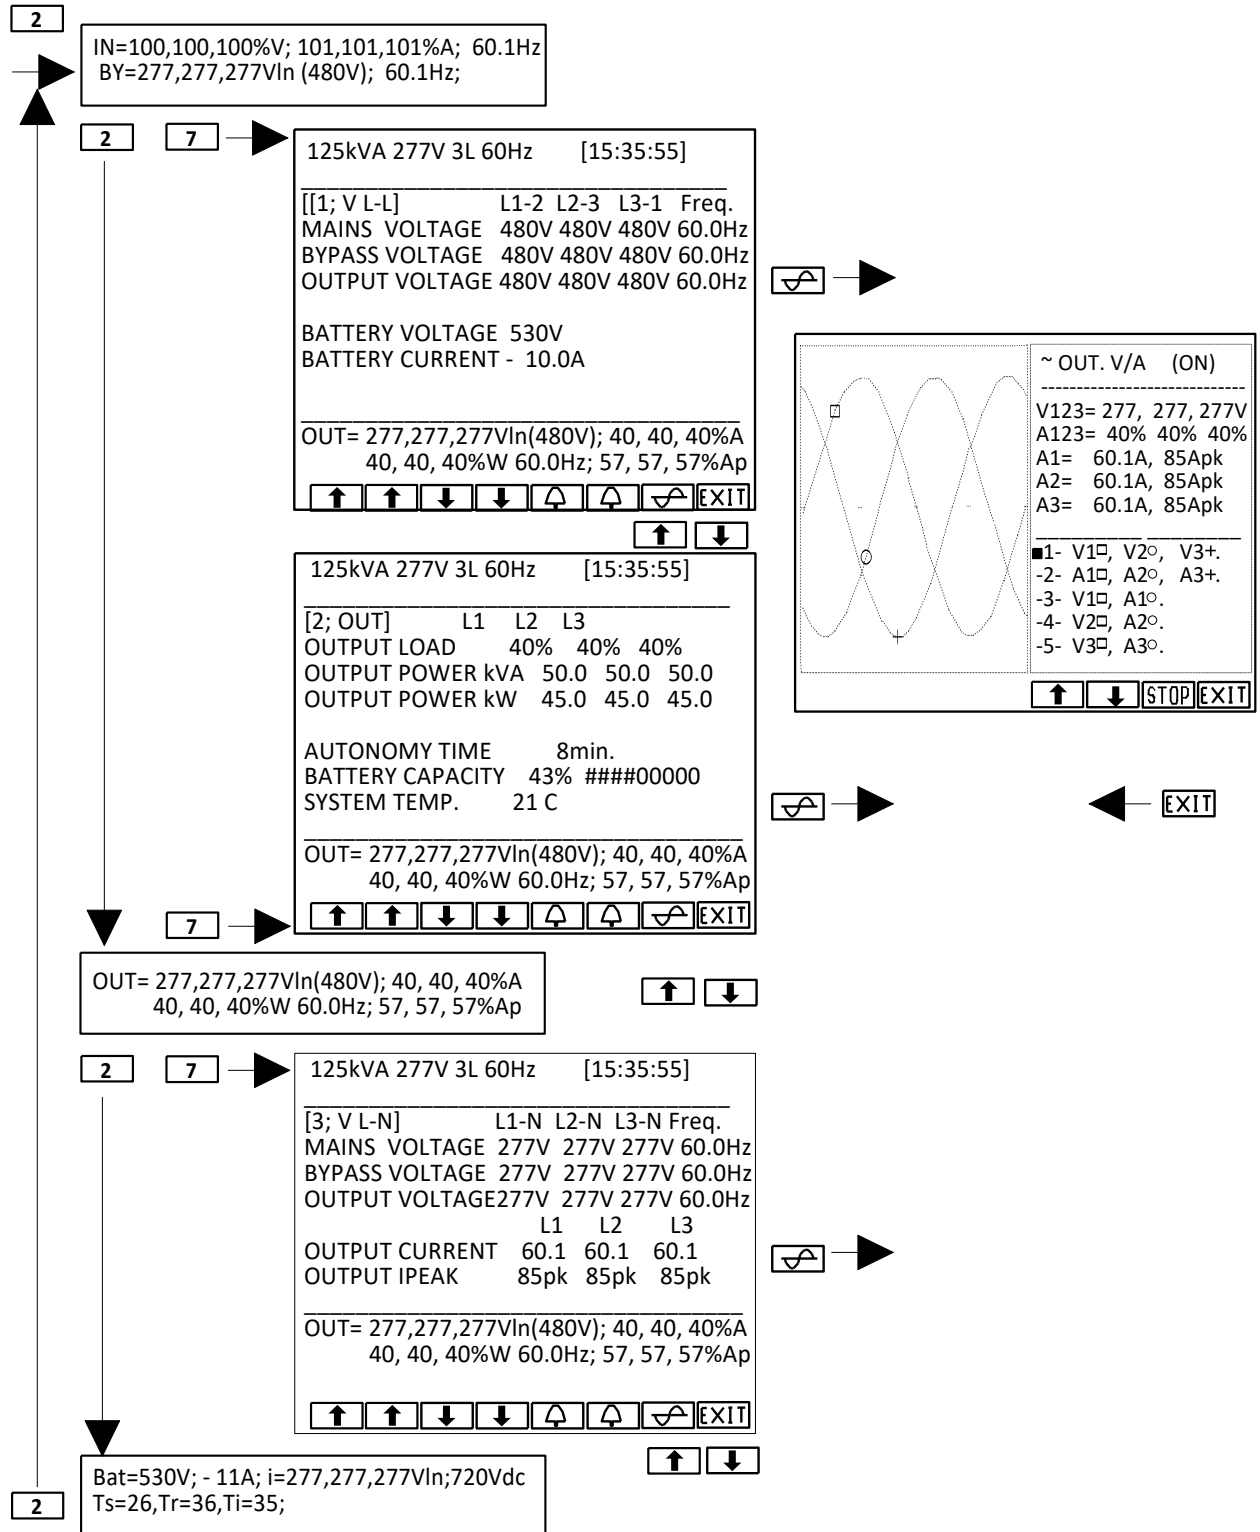 2
IN=100,100,100%V; 101,101,101%A; 60.1Hz
BY=277,277,277Vln (480V); 60.1Hz;
2 7
125kVA 277V 3L 60Hz [15:35:55]
[[1; V L-L] L1-2 L2-3 L3-1 Freq.
MAINS VOLTAGE 480V 480V 480V 60.0Hz
BYPASS VOLTAGE 480V 480V 480V 60.0Hz
OUTPUT VOLTAGE 480V 480V 480V 60.0Hz
BATTERY VOLTAGE 530V
BATTERY CURRENT - 10.0A
OUT= 277,277,277Vln(480V); 40, 40, 40%A
40, 40, 40%W 60.0Hz; 57, 57, 57%Ap
EXIT
~ OUT. V/A (ON)
V123= 277, 277, 277V
A123= 40% 40% 40%
A1= 60.1A, 85Apk
A2= 60.1A, 85Apk
A3= 60.1A, 85Apk
■1- V1□, V2○, V3+.
-2- A1□, A2○, A3+.
-3- V1□, A1○.
-4- V2□, A2○.
-5- V3□, A3○.
STOP EXIT
125kVA 277V 3L 60Hz [15:35:55]
[2; OUT] L1 L2 L3
OUTPUT LOAD 40% 40% 40%
OUTPUT POWER kVA 50.0 50.0 50.0
OUTPUT POWER kW 45.0 45.0 45.0
AUTONOMY TIME 8min.
BATTERY CAPACITY 43% ####00000
SYSTEM TEMP. 21 C
OUT= 277,277,277Vln(480V); 40, 40, 40%A
40, 40, 40%W 60.0Hz; 57, 57, 57%Ap
EXIT
EXIT
7
OUT= 277,277,277Vln(480V); 40, 40, 40%A
40, 40, 40%W 60.0Hz; 57, 57, 57%Ap
2 7
125kVA 277V 3L 60Hz [15:35:55]
[3; V L-N] L1-N L2-N L3-N Freq.
MAINS VOLTAGE 277V 277V 277V 60.0Hz
BYPASS VOLTAGE 277V 277V 277V 60.0Hz
OUTPUT VOLTAGE277V 277V 277V 60.0Hz
L1 L2 L3
OUTPUT CURRENT 60.1 60.1 60.1
OUTPUT IPEAK 85pk 85pk 85pk
OUT= 277,277,277Vln(480V); 40, 40, 40%A
40, 40, 40%W 60.0Hz; 57, 57, 57%Ap
EXIT
Bat=530V; - 11A; i=277,277,277Vln;720Vdc
Ts=26,Tr=36,Ti=35;
2